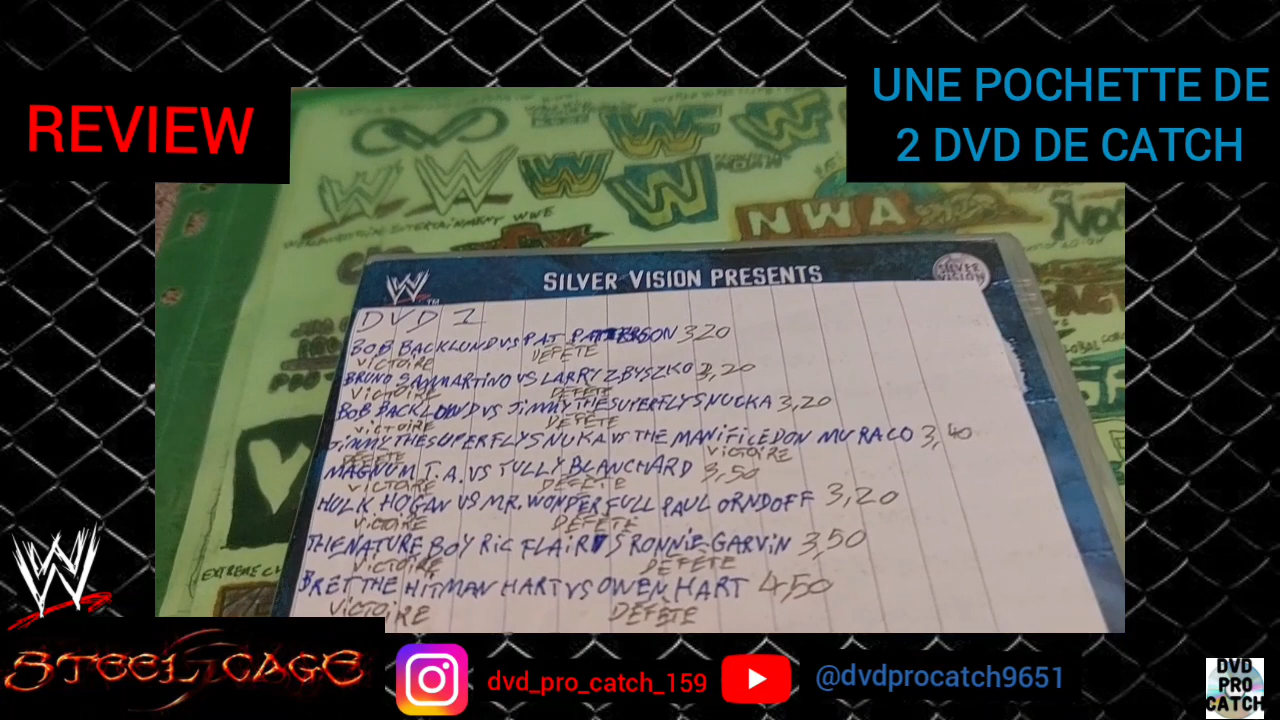 REVIEW
UNE POCHETTE DE
2 DVD DE CATCH
NWA
SILVER VISION PRESENTS
SILVER
VISION
DVD 1
BOB BACKLUND VS PAT PATTERSON 3,20
VICTOIRE DEFETE
BRUNO SANMARTINO VS LARRY ZBYSZKO 3,20
VICTOIRE DEFETE
BOB BACKLUND VS JIMMY THE SUPERFLY SNUCKA 3,20
VICTOIRE DEFETE
JIMMY THE SUPERFLY SNUKA VS THE MANIFICE DON MURACO 3,40
DEFETE VICTOIRE
MAGNUM T.A. VS TULLY BLANCHARD 3,50
VICTOIRE DEFETE
HULK HOGAN VS MR. WONDERFULL PAUL ORNDOFF 3,20
VICTOIRE DEFETE
THE NATURE BOY RIC FLAIR VS RONNIE GARVIN 3,50
VICTOIRE DEFETE
BRET THE HITMAN HART VS OWEN HART 4,50
VICTOIRE DEFETE
STEEL CAGE
dvd_pro_catch_159
@dvdprocatch9651
DVD
PRO
CATCH